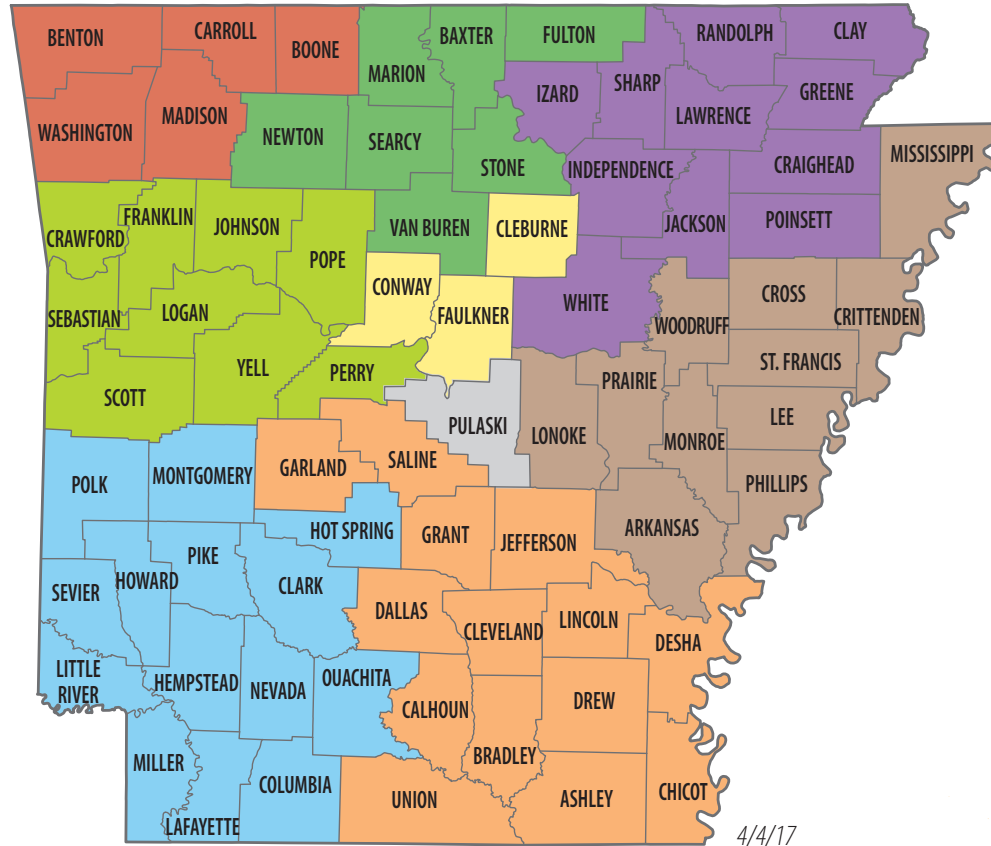 BENTON
CARROLL
BOONE
MARION
BAXTER
FULTON
RANDOLPH
CLAY
IZARD
SHARP
LAWRENCE
GREENE
WASHINGTON
MADISON
NEWTON
SEARCY
STONE
INDEPENDENCE
CRAIGHEAD
MISSISSIPPI
CRAWFORD
FRANKLIN
JOHNSON
POPE
VAN BUREN
CLEBURNE
JACKSON
POINSETT
SEBASTIAN
LOGAN
CONWAY
FAULKNER
WHITE
WOODRUFF
CROSS
CRITTENDEN
SCOTT
YELL
PERRY
PULASKI
LONOKE
PRAIRIE
MONROE
ST. FRANCIS
LEE
PHILLIPS
POLK
MONTGOMERY
GARLAND
SALINE
HOT SPRING
GRANT
JEFFERSON
ARKANSAS
SEVIER
HOWARD
PIKE
CLARK
DALLAS
CLEVELAND
LINCOLN
DESHA
LITTLE
RIVER
HEMPSTEAD
NEVADA
OUACHITA
CALHOUN
BRADLEY
DREW
MILLER
LAFAYETTE
COLUMBIA
UNION
ASHLEY
CHICOT
4/4/17